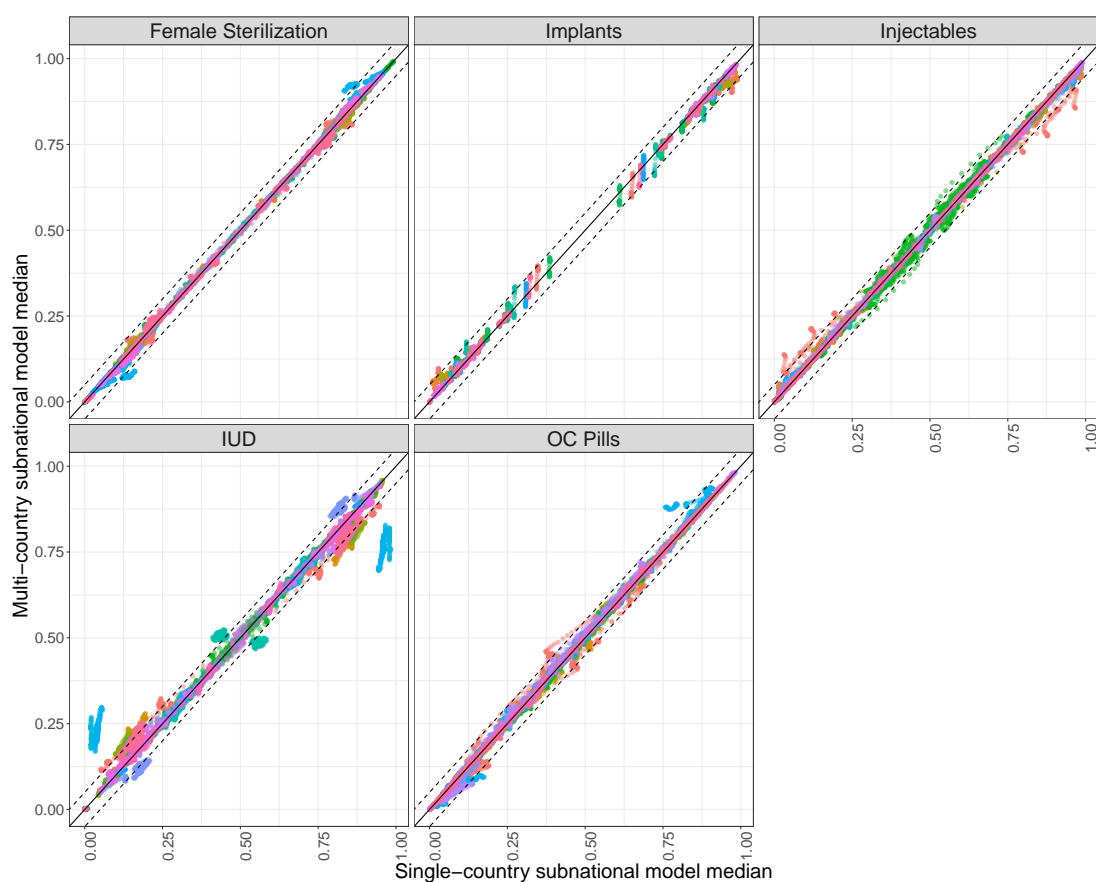 Female Sterilization Implants Injectables
1.00
0.75
0.50
0.25
0.00
0.00 0.25 0.50 0.75 1.00
IUD OC Pills
1.00
0.75
0.50
0.25
0.00
0.00 0.25 0.50 0.75 1.00 0.00 0.25 0.50 0.75 1.00
Multi−country subnational model median
Single−country subnational model median